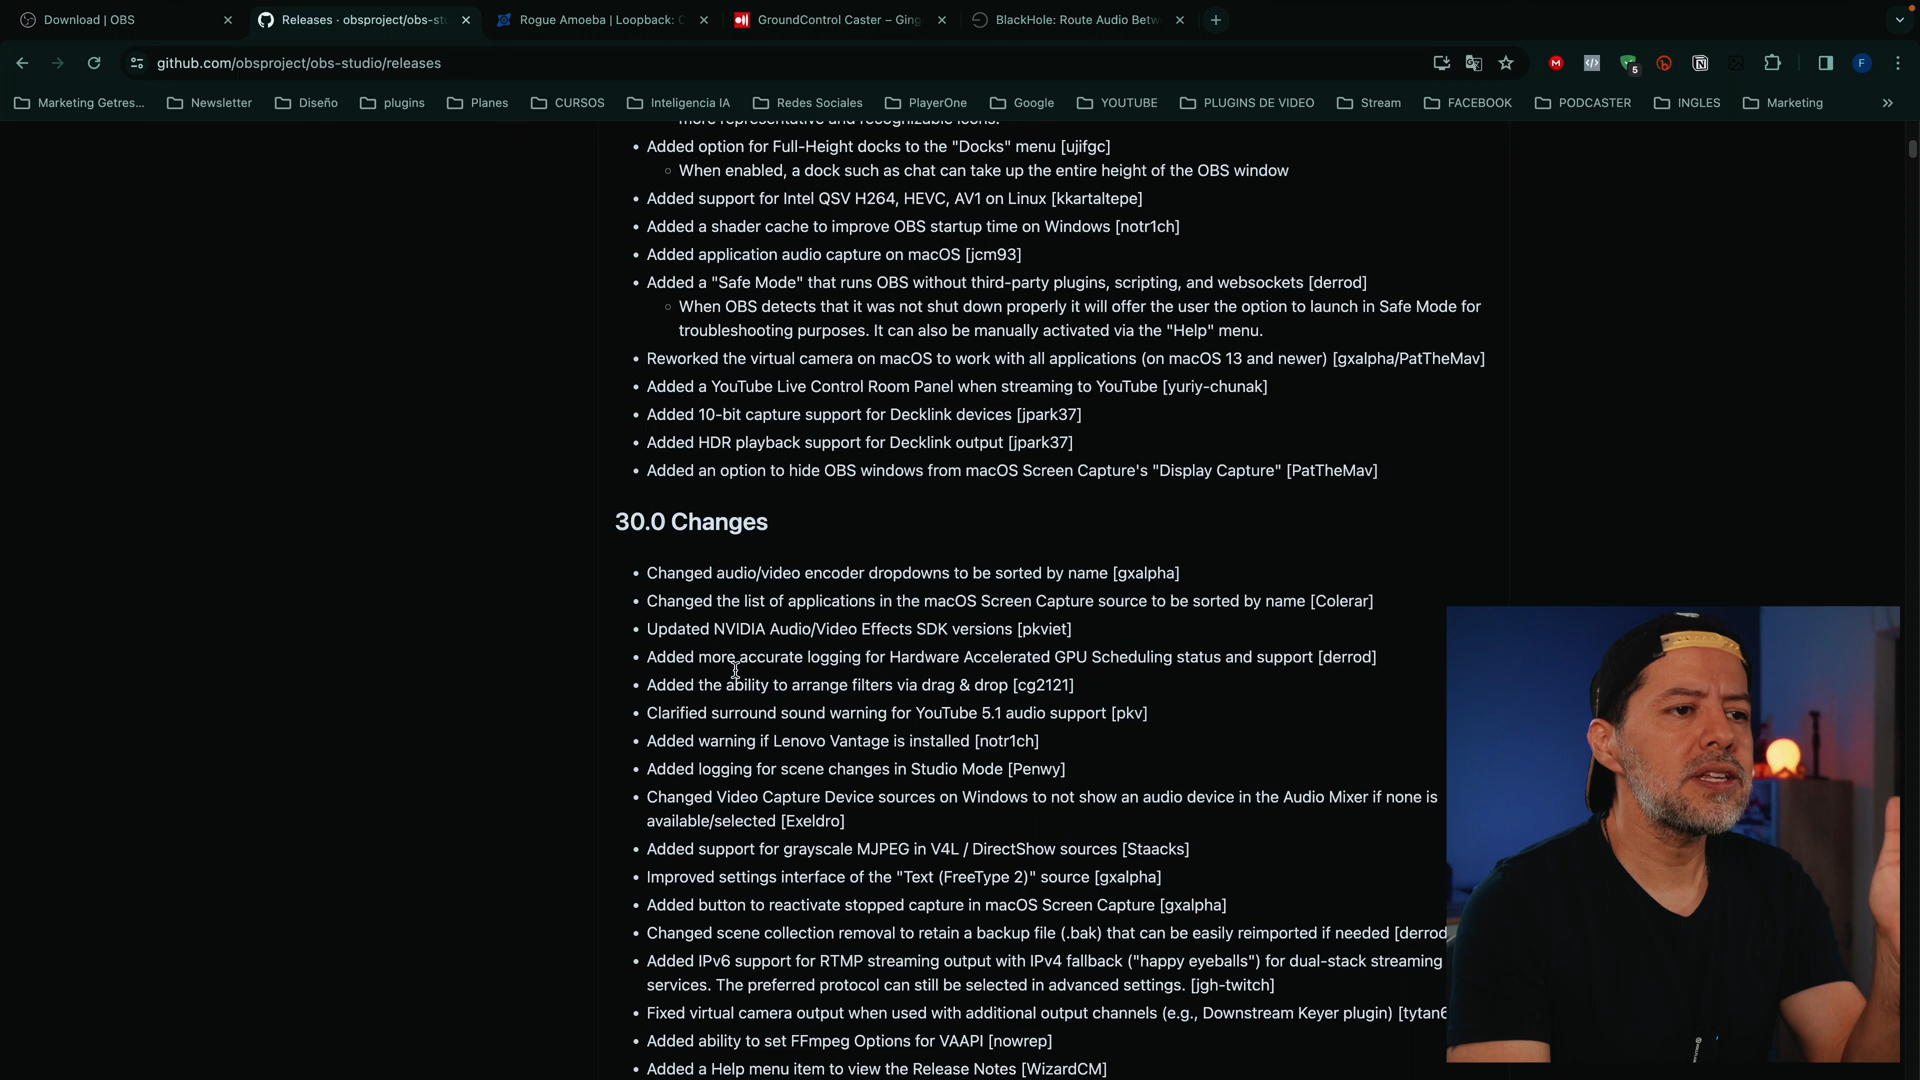 Download | OBS
Releases · obsproject/obs-stu
Rogue Amoeba | Loopback: C
GroundControl Caster – Ging
BlackHole: Route Audio Betw
github.com/obsproject/obs-studio/releases
5
F
Marketing Getres... Newsletter Diseño plugins Planes CURSOS Inteligencia IA Redes Sociales PlayerOne Google YOUTUBE PLUGINS DE VIDEO Stream FACEBOOK PODCASTER INGLES Marketing »
more representative and recognizable icons.
• Added option for Full-Height docks to the "Docks" menu [ujifgc]
◦ When enabled, a dock such as chat can take up the entire height of the OBS window
• Added support for Intel QSV H264, HEVC, AV1 on Linux [kkartaltepe]
• Added a shader cache to improve OBS startup time on Windows [notr1ch]
• Added application audio capture on macOS [jcm93]
• Added a "Safe Mode" that runs OBS without third-party plugins, scripting, and websockets [derrod]
◦ When OBS detects that it was not shut down properly it will offer the user the option to launch in Safe Mode for
troubleshooting purposes. It can also be manually activated via the "Help" menu.
• Reworked the virtual camera on macOS to work with all applications (on macOS 13 and newer) [gxalpha/PatTheMav]
• Added a YouTube Live Control Room Panel when streaming to YouTube [yuriy-chunak]
• Added 10-bit capture support for Decklink devices [jpark37]
• Added HDR playback support for Decklink output [jpark37]
• Added an option to hide OBS windows from macOS Screen Capture's "Display Capture" [PatTheMav]
30.0 Changes
• Changed audio/video encoder dropdowns to be sorted by name [gxalpha]
• Changed the list of applications in the macOS Screen Capture source to be sorted by name [Colerar]
• Updated NVIDIA Audio/Video Effects SDK versions [pkviet]
• Added more accurate logging for Hardware Accelerated GPU Scheduling status and support [derrod]
• Added the ability to arrange filters via drag & drop [cg2121]
• Clarified surround sound warning for YouTube 5.1 audio support [pkv]
• Added warning if Lenovo Vantage is installed [notr1ch]
• Added logging for scene changes in Studio Mode [Penwy]
• Changed Video Capture Device sources on Windows to not show an audio device in the Audio Mixer if none is
available/selected [Exeldro]
• Added support for grayscale MJPEG in V4L / DirectShow sources [Staacks]
• Improved settings interface of the "Text (FreeType 2)" source [gxalpha]
• Added button to reactivate stopped capture in macOS Screen Capture [gxalpha]
• Changed scene collection removal to retain a backup file (.bak) that can be easily reimported if needed [derrod
• Added IPv6 support for RTMP streaming output with IPv4 fallback ("happy eyeballs") for dual-stack streaming
services. The preferred protocol can still be selected in advanced settings. [jgh-twitch]
• Fixed virtual camera output when used with additional output channels (e.g., Downstream Keyer plugin) [tytan6
• Added ability to set FFmpeg Options for VAAPI [nowrep]
• Added a Help menu item to view the Release Notes [WizardCM]